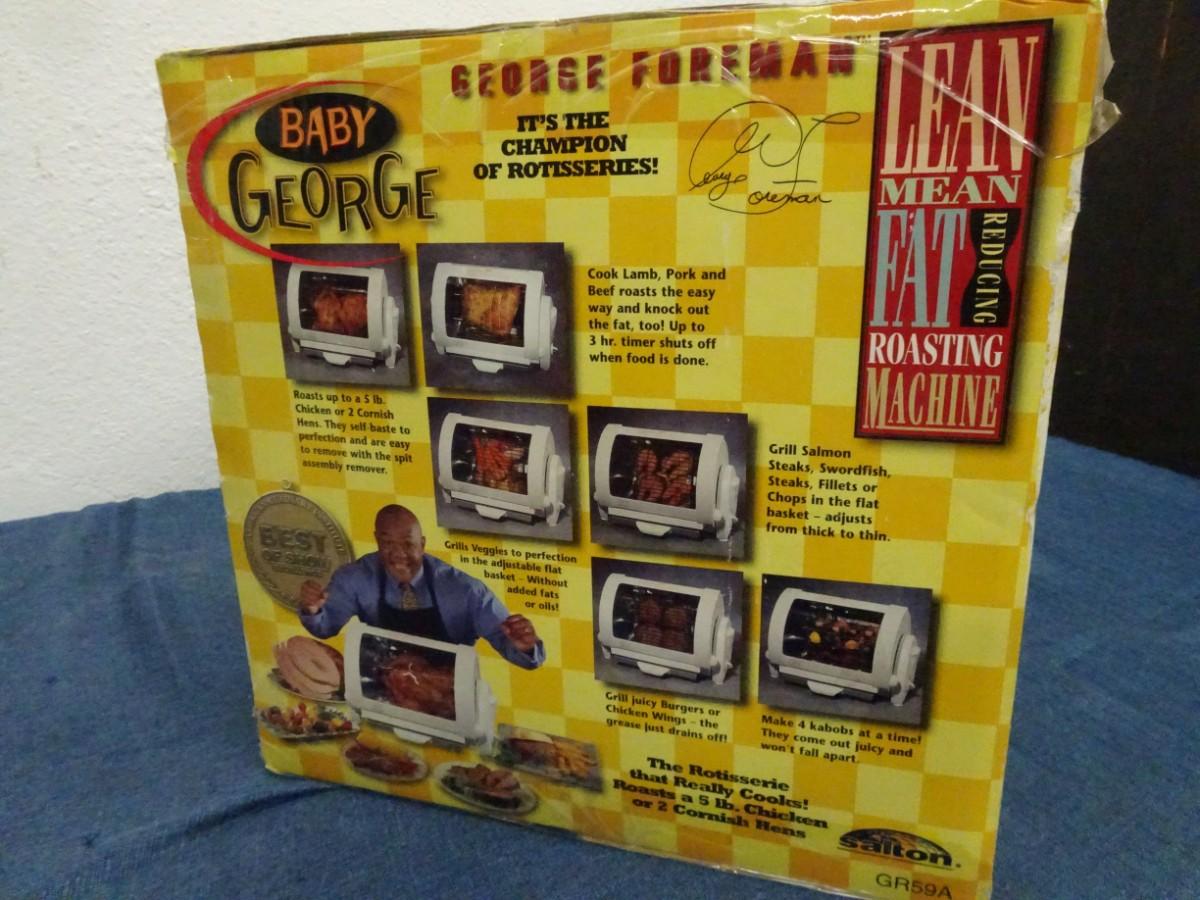 GEORGE FOREMAN™
BABY
GEORGE
IT'S THE
CHAMPION
OF ROTISSERIES!
George Foreman
LEAN
MEAN
FAT
REDUCING
ROASTING
MACHINE
Cook Lamb, Pork and
Beef roasts the easy
way and knock out
the fat, too! Up to
3 hr. timer shuts off
when food is done.
Roasts up to a 5 lb.
Chicken or 2 Cornish
Hens. They self-baste to
perfection and are easy
to remove with the spit
assembly remover.
Grill Salmon
Steaks, Swordfish,
Steaks, Fillets or
Chops in the flat
basket – adjusts
from thick to thin.
BEST
OF SHOW
Grills Veggies to perfection
in the adjustable flat
basket – Without
added fats
or oils!
Grill juicy Burgers or
Chicken Wings – the
grease just drains off!
Make 4 kabobs at a time!
They come out juicy and
won't fall apart.
The Rotisserie
that Really Cooks!
Roasts a 5 lb. Chicken
or 2 Cornish Hens
salton.
GR59A